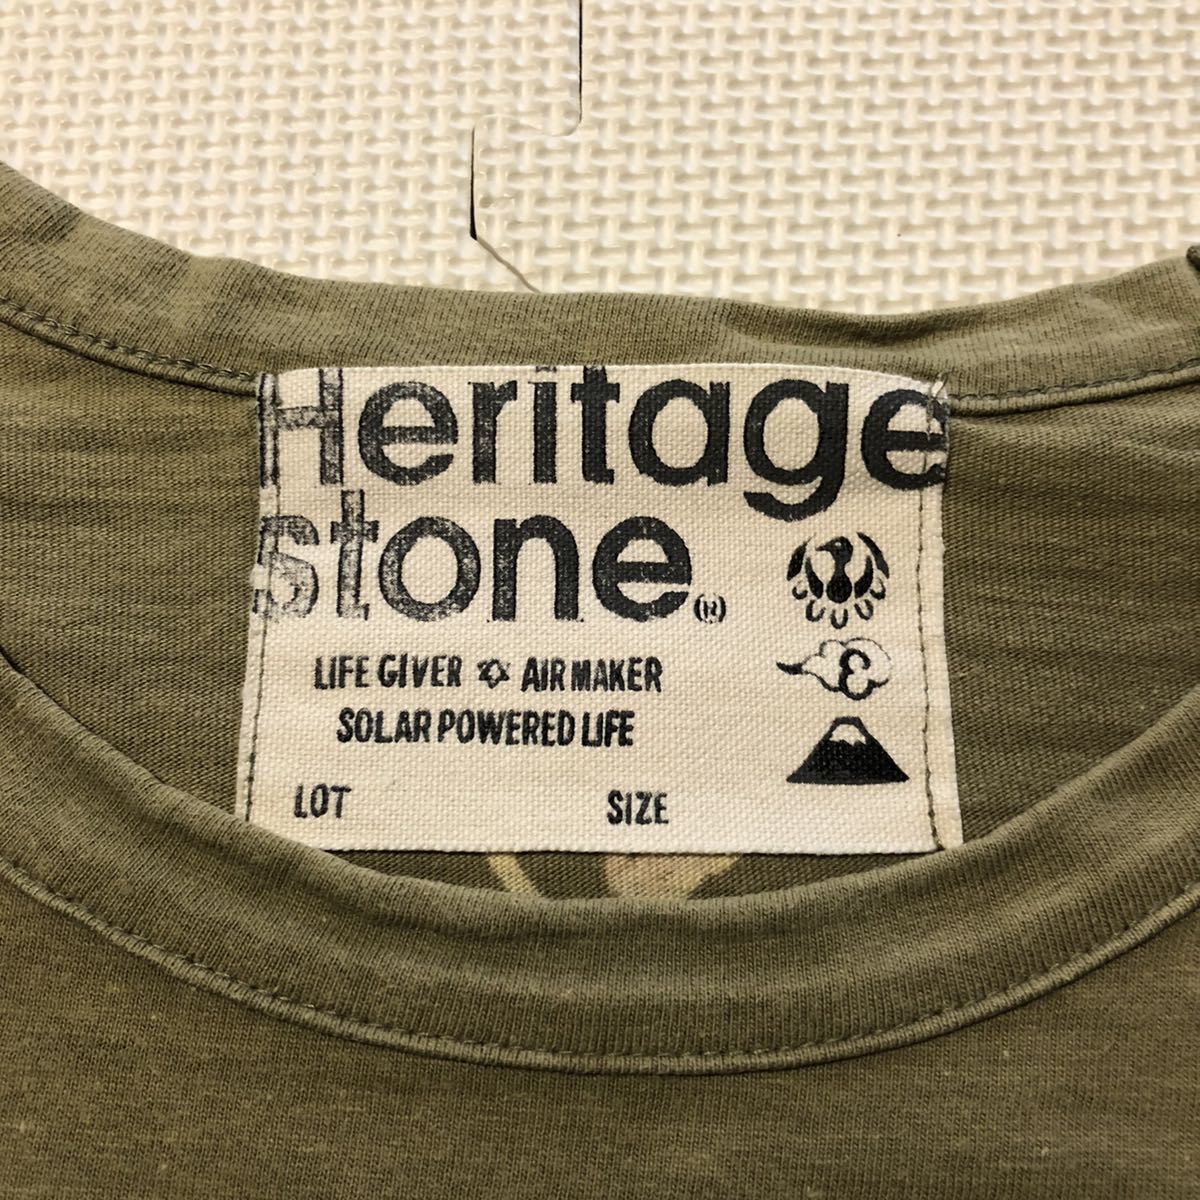 Heritage
stone®
LIFE GIVER ✡ AIR MAKER
SOLAR POWERED LIFE
LOT SIZE